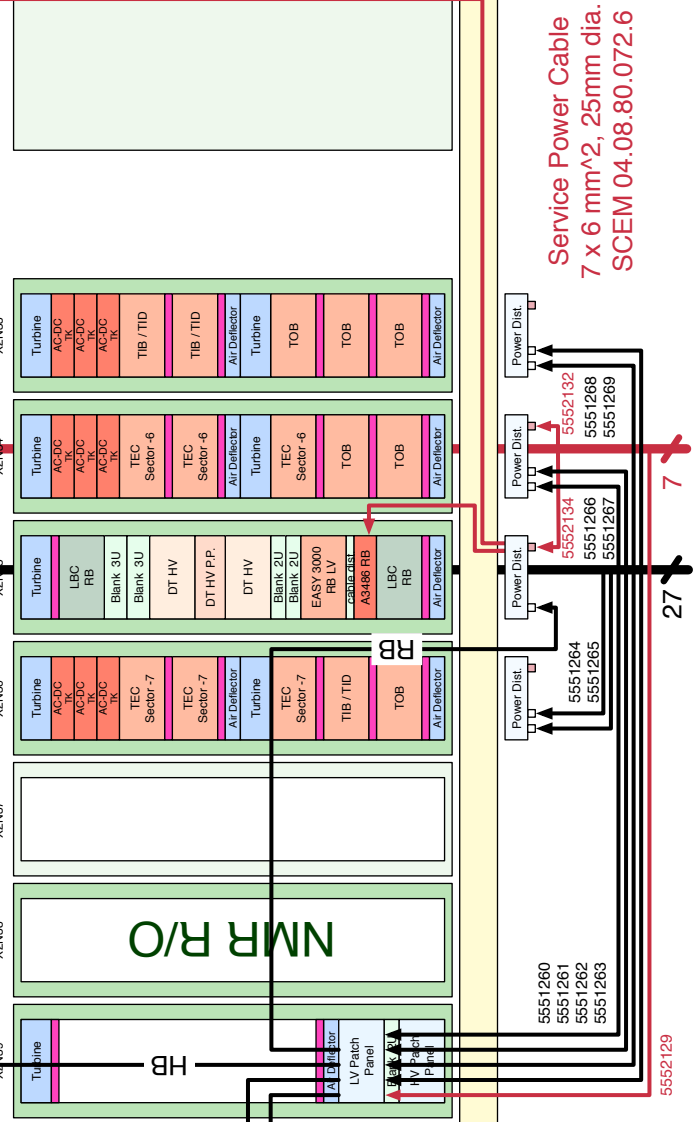 Service Power Cable
7 x 6 mm^2, 25mm dia.
SCEM 04.08.80.072.6
Turbine
AC-DC
TK
AC-DC
TK
AC-DC
TK
TIB / TID
TIB / TID
Air Deflector
Turbine
TOB
TOB
TOB
Air Deflector
Power Dist.
Turbine
AC-DC
TK
AC-DC
TK
AC-DC
TK
TEC
Sector -6
TEC
Sector -6
Air Deflector
Turbine
TEC
Sector -6
TOB
TOB
Air Deflector
Power Dist.
5552132
5551268
5551269
7
Turbine
LBC
RB
Blank 3U
Blank 3U
DT HV
DT HV P.P.
DT HV
Blank 2U
Blank 2U
EASY 3000
RB LV
cable dist.
A3486 RB
LBC
RB
Air Deflector
Power Dist.
5552134
5551266
5551267
27
RB
Turbine
AC-DC
TK
AC-DC
TK
AC-DC
TK
TEC
Sector -7
TEC
Sector -7
Air Deflector
Turbine
TEC
Sector -7
TIB / TID
TOB
Air Deflector
Power Dist.
5551264
5551265
NMR R/O
Turbine
HB
Air Deflector
LV Patch
Panel
Blank 2U
HV Patch
Panel
5551260
5551261
5551262
5551263
5552129